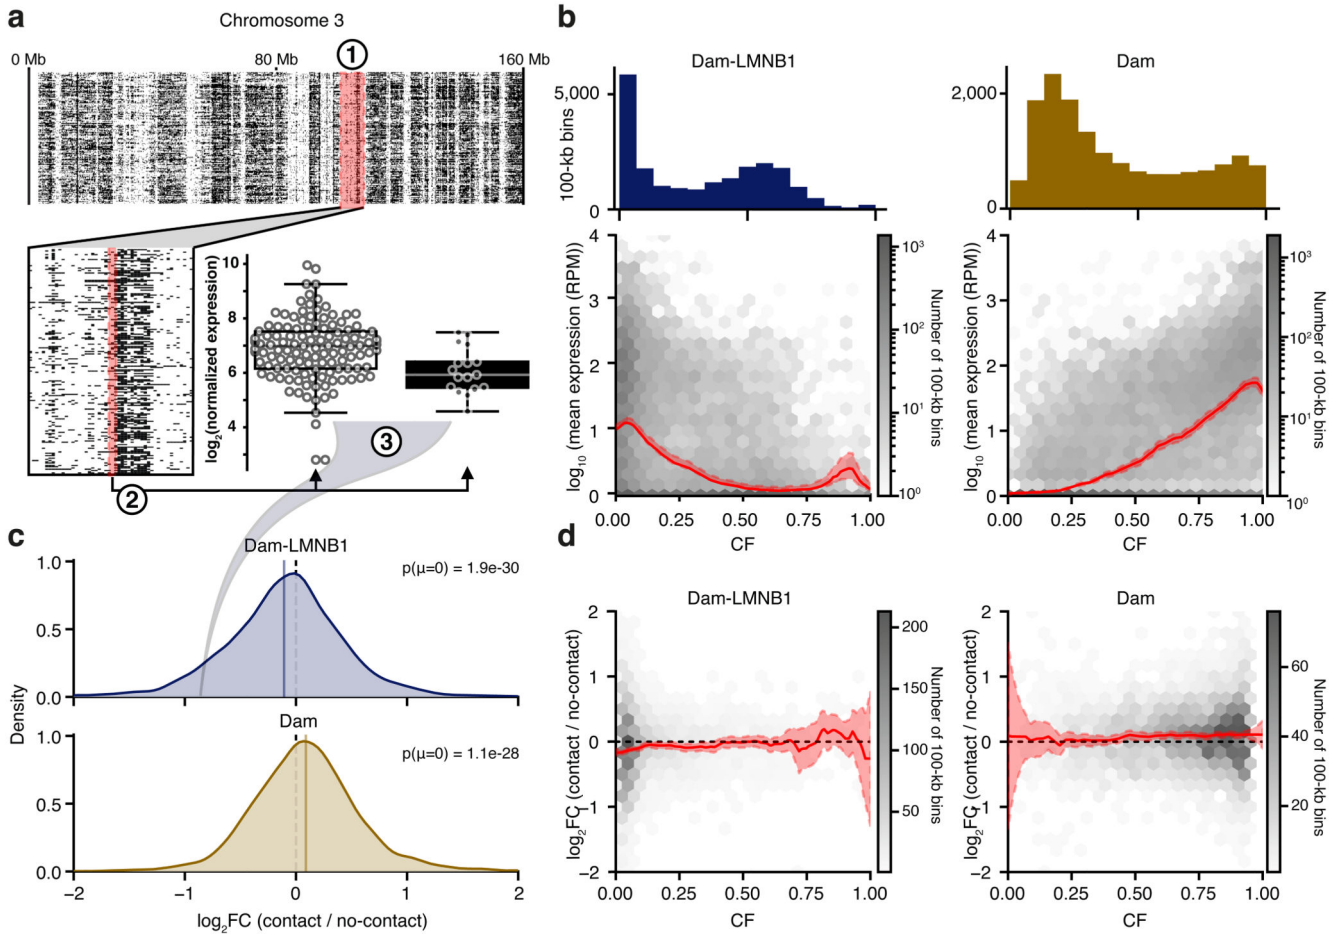 a
Chromosome 3
0 Mb
80 Mb
160 Mb
1
log2(normalized expression)
10
8
6
4
2
3
b
Dam-LMNB1
100-kb bins
5,000
0
Dam
2,000
0
log10 (mean expression (RPM))
4
3
2
1
0
0.00 0.25 0.50 0.75 1.00
CF
10³
10²
10¹
10⁰
Number of 100-kb bins
log10 (mean expression (RPM))
4
3
2
1
0
0.00 0.25 0.50 0.75 1.00
CF
10³
10²
10¹
10⁰
Number of 100-kb bins
c
Dam-LMNB1
p(μ=0) = 1.9e-30
1.0
0.5
0.0
Density
Dam
p(μ=0) = 1.1e-28
1.0
0.5
0.0
−2 −1 0 1 2
log2FC (contact / no-contact)
d
Dam-LMNB1
log2FC (contact / no-contact)
2
1
0
−1
−2
0.00 0.25 0.50 0.75 1.00
CF
200
150
100
50
Number of 100-kb bins
Dam
log2FC (contact / no-contact)
2
1
0
−1
−2
0.00 0.25 0.50 0.75 1.00
CF
60
40
20
Number of 100-kb bins